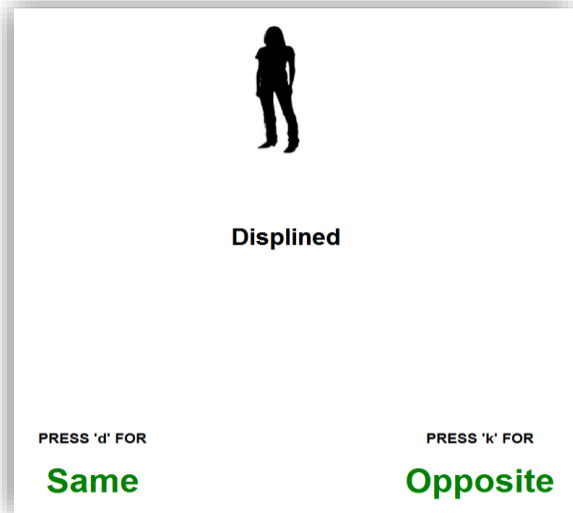 Displined
PRESS 'd' FOR
Same
PRESS 'k' FOR
Opposite